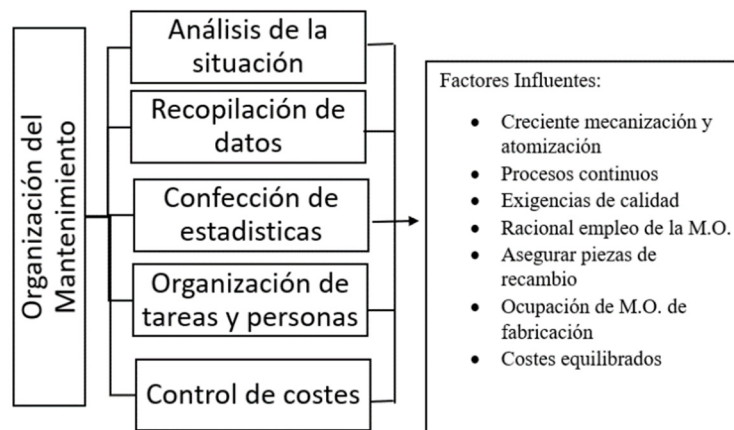 Organización del
Mantenimiento
Análisis de la
situación
Recopilación de
datos
Confección de
estadisticas
Organización de
tareas y personas
Control de costes
Factores Influentes:
• Creciente mecanización y
atomización
• Procesos continuos
• Exigencias de calidad
• Racional empleo de la M.O.
• Asegurar piezas de
recambio
• Ocupación de M.O. de
fabricación
• Costes equilibrados